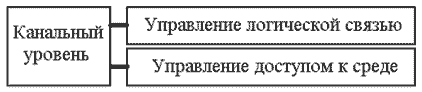 Канальный
уровень
Управление логической связью
Управление доступом к среде